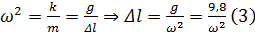 ω² = k/m = g/Δl ⇒ Δl = g/ω² = 9,8/ω² (3)